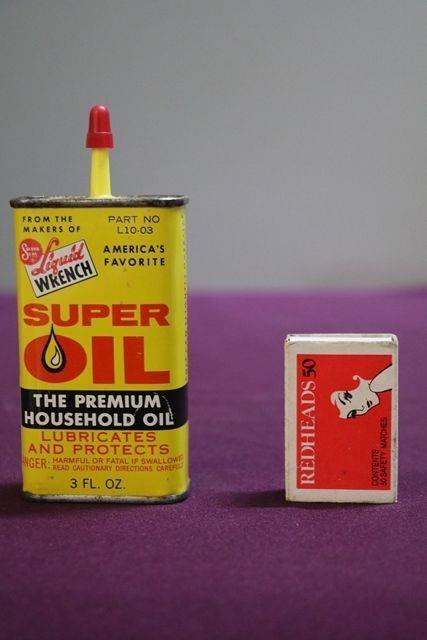 FROM THE
MAKERS OF
PART NO
L10-03
Liquid
WRENCH
AMERICA'S
FAVORITE
SUPER
OIL
THE PREMIUM
HOUSEHOLD OIL
LUBRICATES
AND PROTECTS
NGER. HARMFUL OR FATAL IF SWALLOWED
READ CAUTIONARY DIRECTIONS CAREFUL
3 FL. OZ.
REDHEADS 50
CONTENTS
50 SAFETY MATCHES